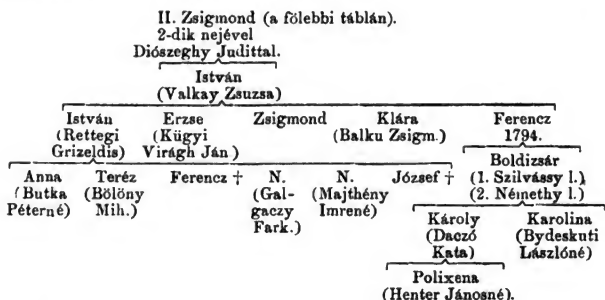 II. Zsigmond (a fölebbi táblán).
2-dik nejével
Diószeghy Judittal.
István
(Valkay Zsuzsa)
István Erzse Zsigmond Klára Ferencz
(Rettegi (Kügyi (Balku Zsigm.) 1794.
Grizeldis) Virágh Ján) Boldizsár
Anna Teréz Ferencz † N. N. József † (1. Szilvássy l.)
(Butka (Bölöny (Gal- (Majthény (2. Némethy l.)
Péterné) Mih.) gaczy Imrené)
Fark.) Károly Karolina
(Daczó (Bydeskuti
Kata) Lászlóné)
Polixena
(Henter Jánosné).